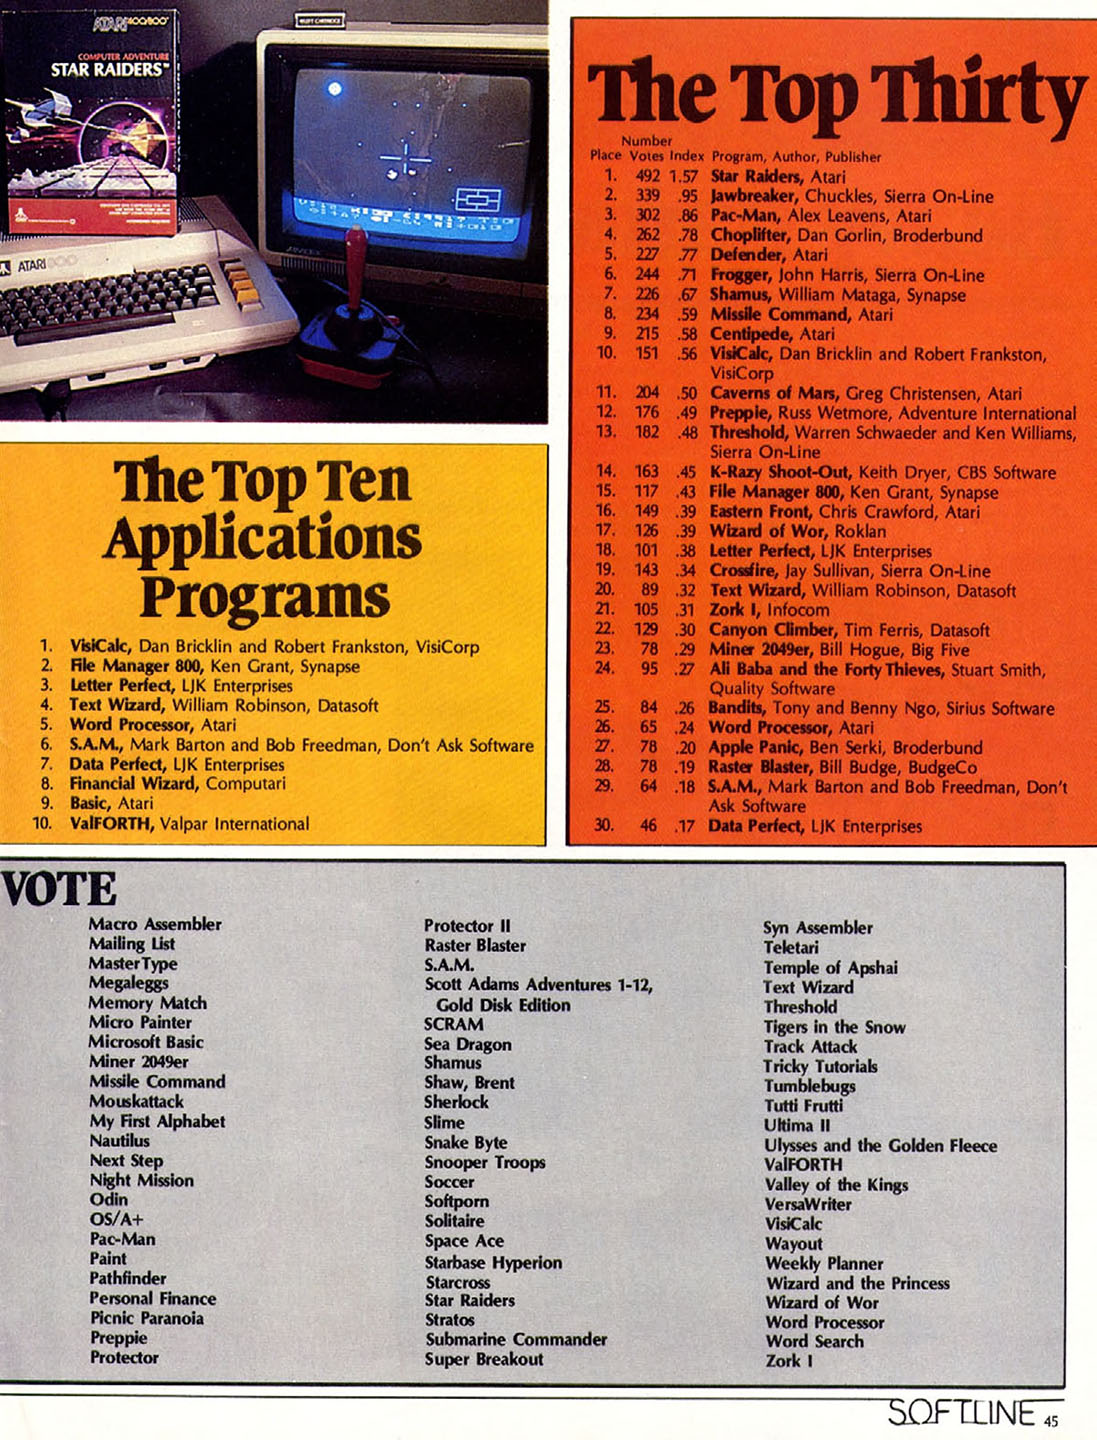 ATARI 400/800
COMPUTER ADVENTURE
STAR RAIDERS™
ATARI 800
The Top Ten
Applications
Programs
1. VisiCalc, Dan Bricklin and Robert Frankston, VisiCorp
2. File Manager 800, Ken Grant, Synapse
3. Letter Perfect, LJK Enterprises
4. Text Wizard, William Robinson, Datasoft
5. Word Processor, Atari
6. S.A.M., Mark Barton and Bob Freedman, Don't Ask Software
7. Data Perfect, LJK Enterprises
8. Financial Wizard, Computari
9. Basic, Atari
10. ValFORTH, Valpar International
The Top Thirty
Number
Place Votes Index Program, Author, Publisher
1. 492 1.57 Star Raiders, Atari
2. 339 .95 Jawbreaker, Chuckles, Sierra On-Line
3. 302 .86 Pac-Man, Alex Leavens, Atari
4. 262 .78 Choplifter, Dan Gorlin, Broderbund
5. 227 .77 Defender, Atari
6. 244 .71 Frogger, John Harris, Sierra On-Line
7. 226 .67 Shamus, William Mataga, Synapse
8. 234 .59 Missile Command, Atari
9. 215 .58 Centipede, Atari
10. 151 .56 VisiCalc, Dan Bricklin and Robert Frankston,
VisiCorp
11. 204 .50 Caverns of Mars, Greg Christensen, Atari
12. 176 .49 Preppie, Russ Wetmore, Adventure International
13. 182 .48 Threshold, Warren Schwaeder and Ken Williams,
Sierra On-Line
14. 163 .45 K-Razy Shoot-Out, Keith Dryer, CBS Software
15. 117 .43 File Manager 800, Ken Grant, Synapse
16. 149 .39 Eastern Front, Chris Crawford, Atari
17. 126 .39 Wizard of Wor, Roklan
18. 101 .38 Letter Perfect, LJK Enterprises
19. 143 .34 Crossfire, Jay Sullivan, Sierra On-Line
20. 89 .32 Text Wizard, William Robinson, Datasoft
21. 105 .31 Zork I, Infocom
22. 129 .30 Canyon Climber, Tim Ferris, Datasoft
23. 78 .29 Miner 2049er, Bill Hogue, Big Five
24. 95 .27 Ali Baba and the Forty Thieves, Stuart Smith,
Quality Software
25. 84 .26 Bandits, Tony and Benny Ngo, Sirius Software
26. 65 .24 Word Processor, Atari
27. 78 .20 Apple Panic, Ben Serki, Broderbund
28. 78 .19 Raster Blaster, Bill Budge, BudgeCo
29. 64 .18 S.A.M., Mark Barton and Bob Freedman, Don't
Ask Software
30. 46 .17 Data Perfect, LJK Enterprises
VOTE
Macro Assembler
Mailing List
MasterType
Megaleggs
Memory Match
Micro Painter
Microsoft Basic
Miner 2049er
Missile Command
Mouskattack
My First Alphabet
Nautilus
Next Step
Night Mission
Odin
OS/A+
Pac-Man
Paint
Pathfinder
Personal Finance
Picnic Paranoia
Preppie
Protector
Protector II
Raster Blaster
S.A.M.
Scott Adams Adventures 1-12,
Gold Disk Edition
SCRAM
Sea Dragon
Shamus
Shaw, Brent
Sherlock
Slime
Snake Byte
Snooper Troops
Soccer
Softporn
Solitaire
Space Ace
Starbase Hyperion
Starcross
Star Raiders
Stratos
Submarine Commander
Super Breakout
Syn Assembler
Teletari
Temple of Apshai
Text Wizard
Threshold
Tigers in the Snow
Track Attack
Tricky Tutorials
Tumblebugs
Tutti Frutti
Ultima II
Ulysses and the Golden Fleece
ValFORTH
Valley of the Kings
VersaWriter
VisiCalc
Wayout
Weekly Planner
Wizard and the Princess
Wizard of Wor
Word Processor
Word Search
Zork I
SOFTLINE 45